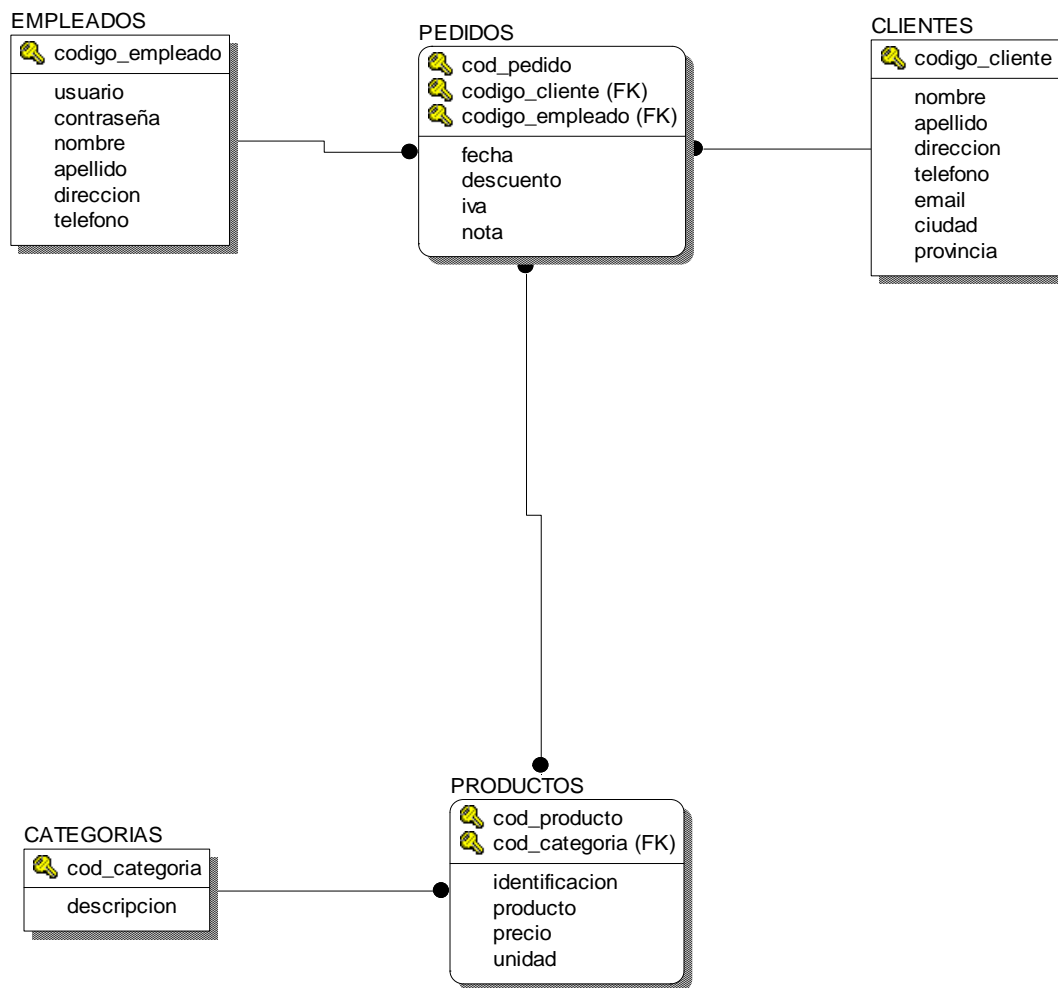 EMPLEADOS
codigo_empleado
usuario
contraseña
nombre
apellido
direccion
telefono
PEDIDOS
cod_pedido
codigo_cliente (FK)
codigo_empleado (FK)
fecha
descuento
iva
nota
CLIENTES
codigo_cliente
nombre
apellido
direccion
telefono
email
ciudad
provincia
CATEGORIAS
cod_categoria
descripcion
PRODUCTOS
cod_producto
cod_categoria (FK)
identificacion
producto
precio
unidad